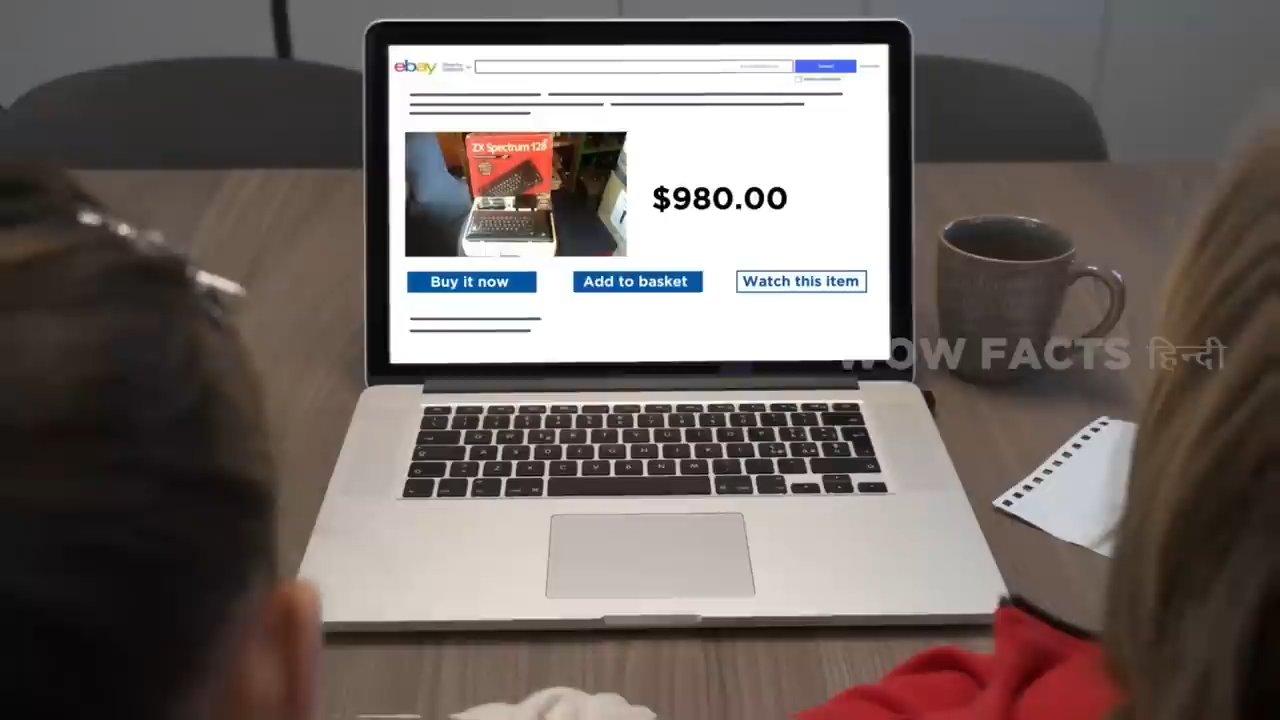 ebay
ZX Spectrum 128
$980.00
Buy it now
Add to basket
Watch this item
WOW FACTS हिन्दी